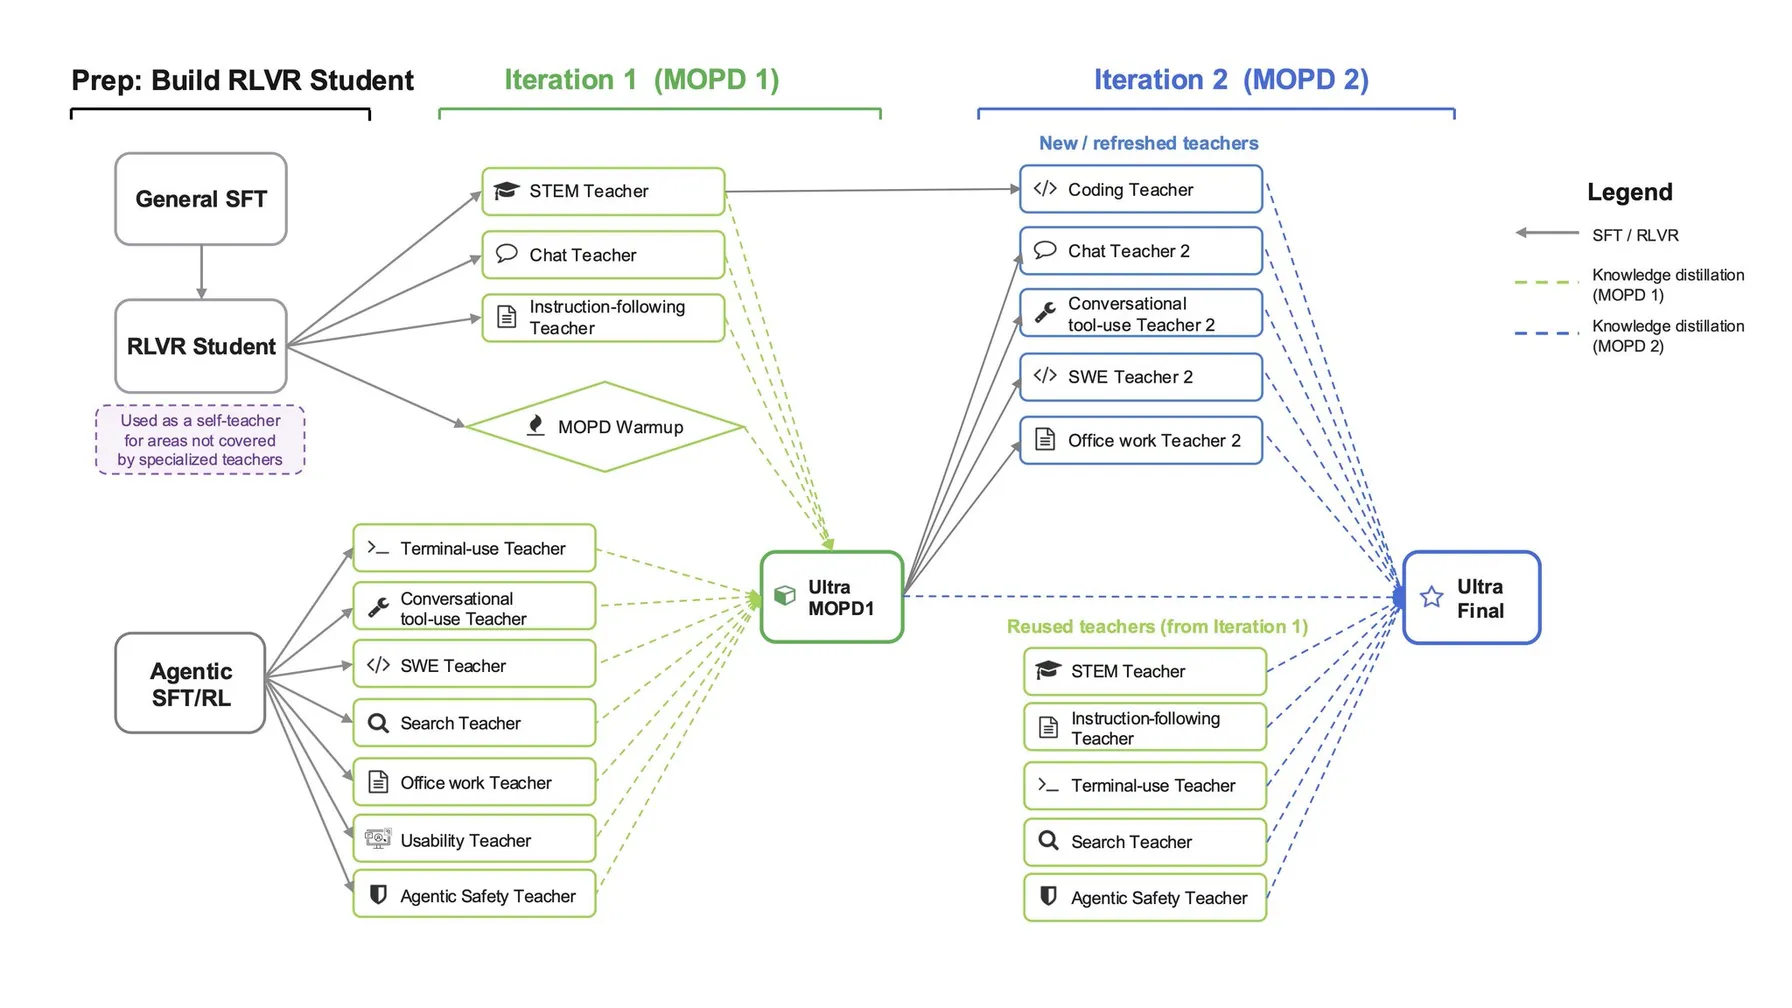 Prep: Build RLVR Student
Iteration 1 (MOPD 1)
Iteration 2 (MOPD 2)
General SFT
RLVR Student
Used as a self-teacher
for areas not covered
by specialized teachers
Agentic
SFT/RL
STEM Teacher
Chat Teacher
Instruction-following
Teacher
MOPD Warmup
Terminal-use Teacher
Conversational
tool-use Teacher
SWE Teacher
Search Teacher
Office work Teacher
Usability Teacher
Agentic Safety Teacher
Ultra
MOPD1
New / refreshed teachers
Coding Teacher
Chat Teacher 2
Conversational
tool-use Teacher 2
SWE Teacher 2
Office work Teacher 2
Reused teachers (from Iteration 1)
STEM Teacher
Instruction-following
Teacher
Terminal-use Teacher
Search Teacher
Agentic Safety Teacher
Ultra
Final
Legend
SFT / RLVR
Knowledge distillation
(MOPD 1)
Knowledge distillation
(MOPD 2)